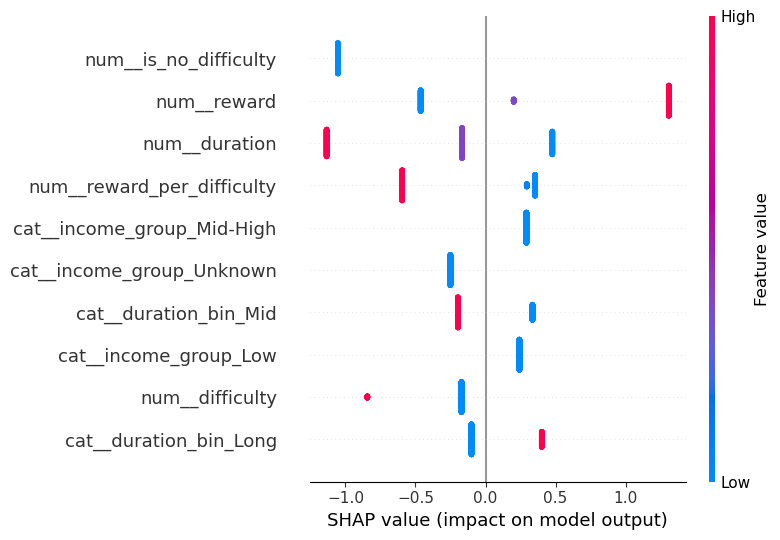 High
num__is_no_difficulty
num__reward
num__duration
num__reward_per_difficulty
cat__income_group_Mid-High
cat__income_group_Unknown
cat__duration_bin_Mid
cat__income_group_Low
num__difficulty
cat__duration_bin_Long
Feature value
Low
−1.0 −0.5 0.0 0.5 1.0
SHAP value (impact on model output)